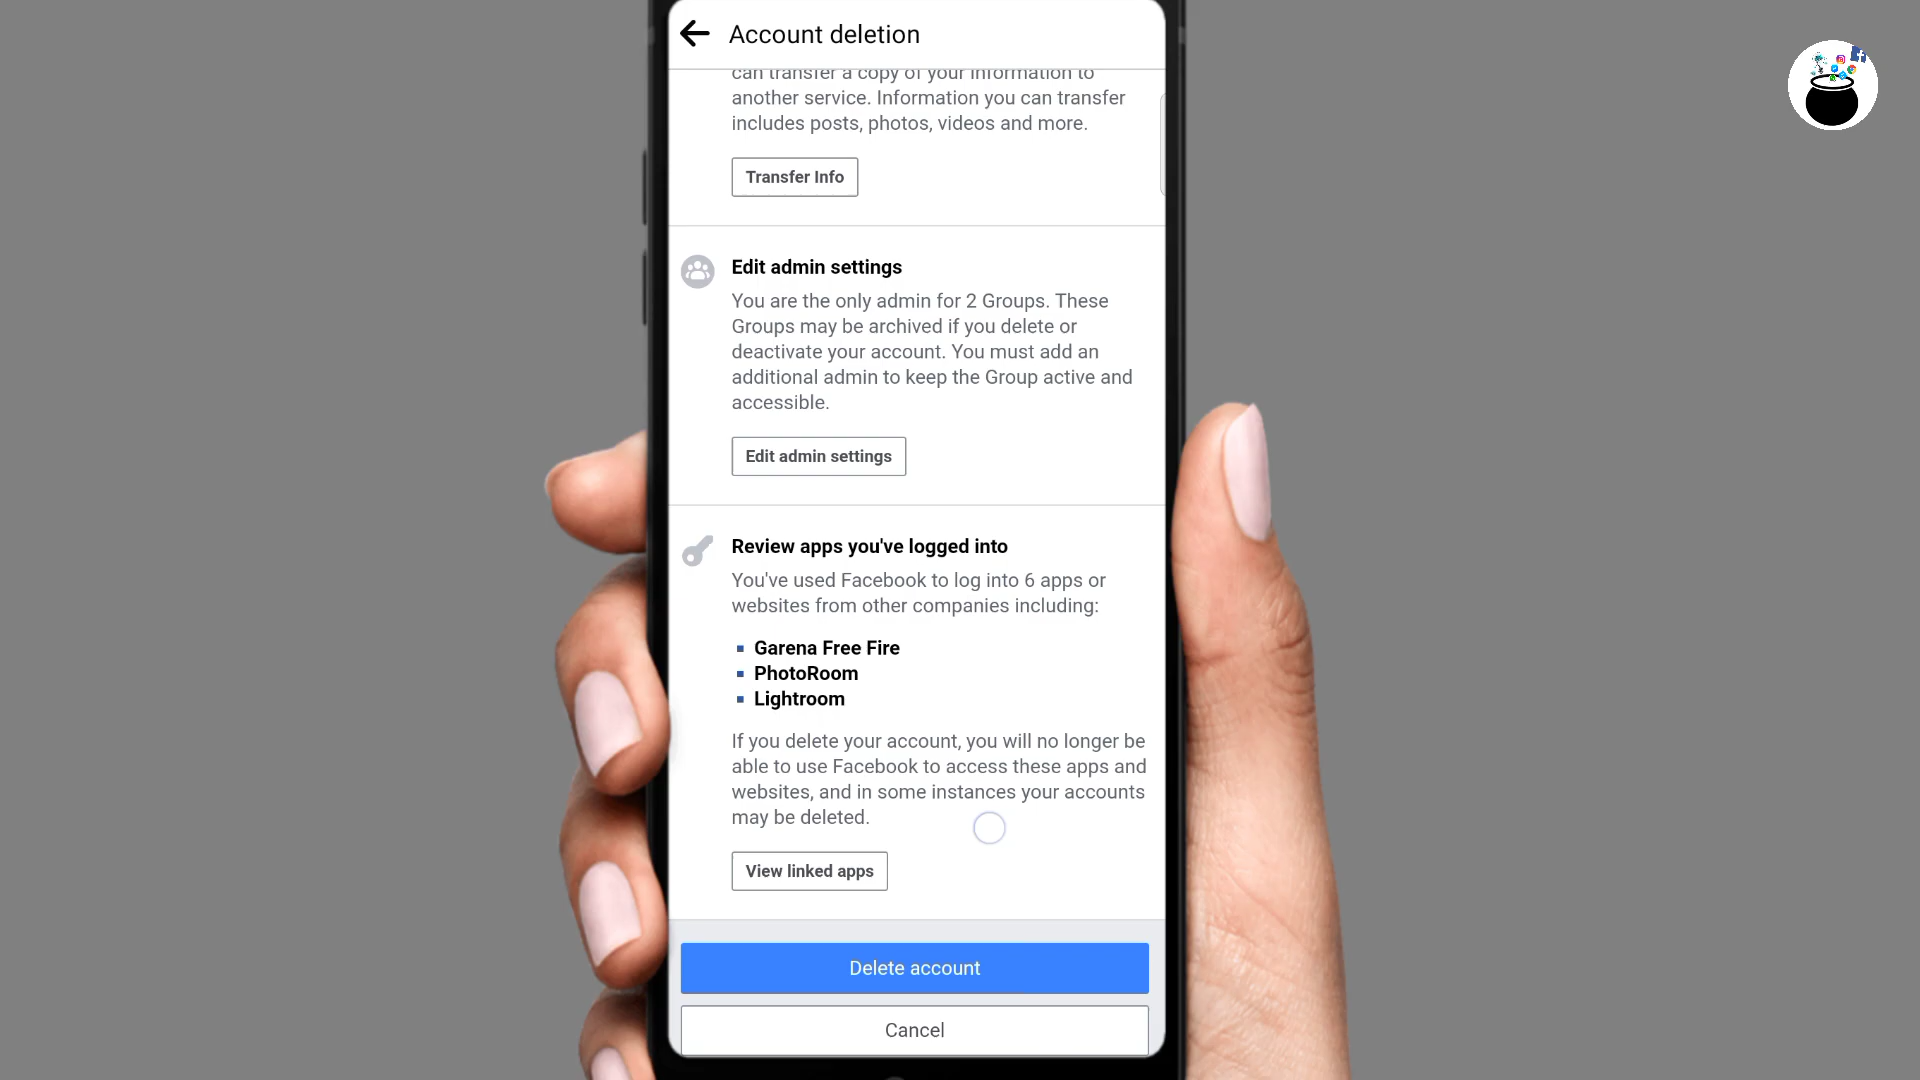 Account deletion
can transfer a copy of your information to
another service. Information you can transfer
includes posts, photos, videos and more.
Transfer Info
Edit admin settings
You are the only admin for 2 Groups. These
Groups may be archived if you delete or
deactivate your account. You must add an
additional admin to keep the Group active and
accessible.
Edit admin settings
Review apps you've logged into
You've used Facebook to log into 6 apps or
websites from other companies including:
Garena Free Fire
PhotoRoom
Lightroom
If you delete your account, you will no longer be
able to use Facebook to access these apps and
websites, and in some instances your accounts
may be deleted.
View linked apps
Delete account
Cancel